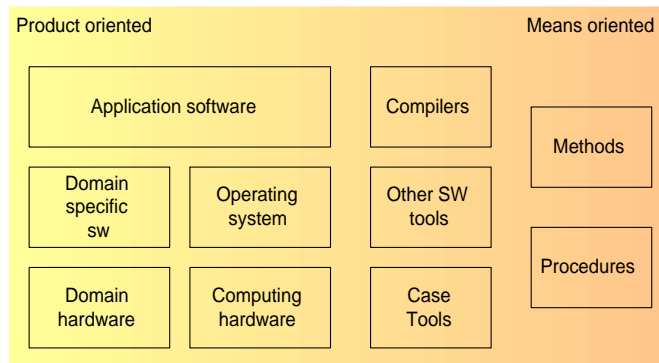 Product oriented
Means oriented
Application software
Compilers
Methods
Domain
specific
sw
Operating
system
Other SW
tools
Procedures
Domain
hardware
Computing
hardware
Case
Tools